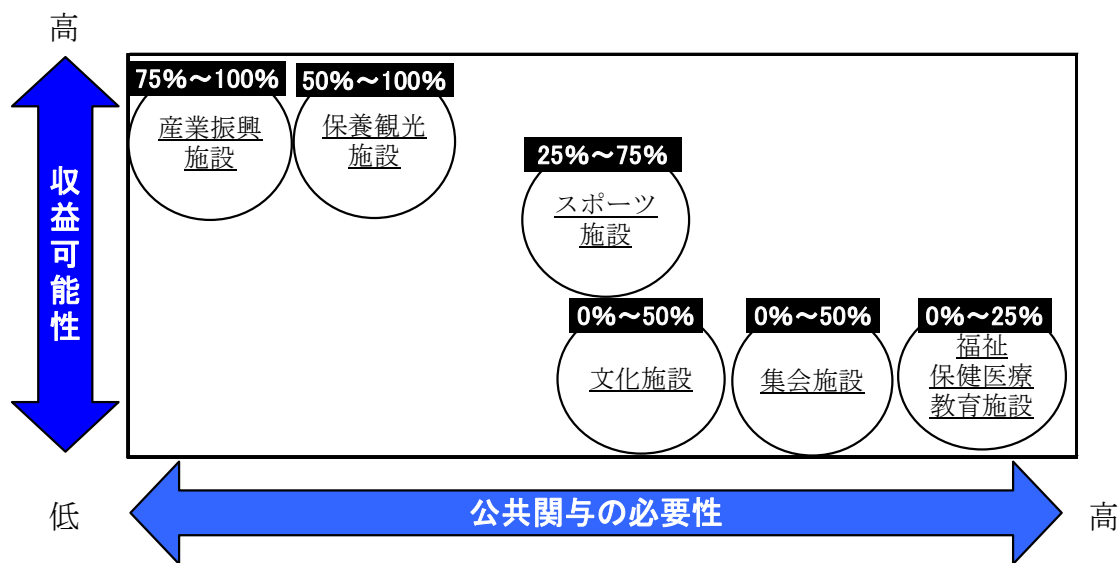 高
75%～100%
産業振興
施設
50%～100%
保養観光
施設
25%～75%
スポーツ
施設
収益可能性
0%～50%
文化施設
0%～50%
集会施設
0%～25%
福祉
保健医療
教育施設
低
公共関与の必要性
高